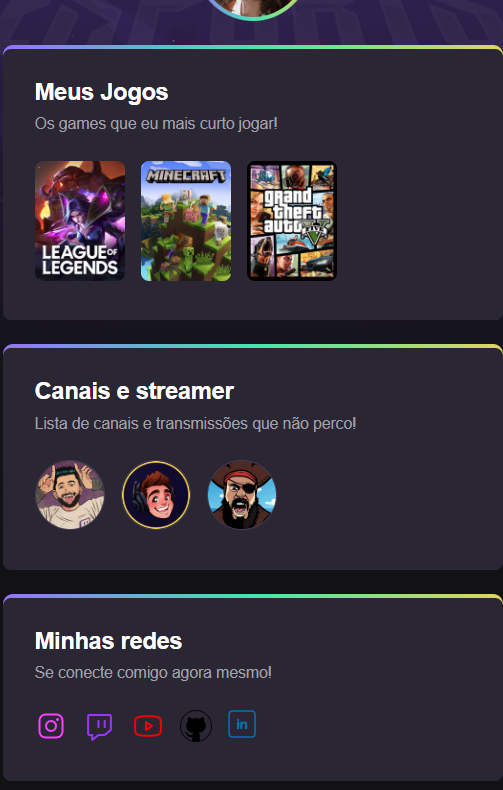 Meus Jogos
Os games que eu mais curto jogar!
LEAGUE OF
LEGENDS
MINECRAFT
grand
theft
auto V
FIVE
Canais e streamer
Lista de canais e transmissões que não perco!
Minhas redes
Se conecte comigo agora mesmo!
in